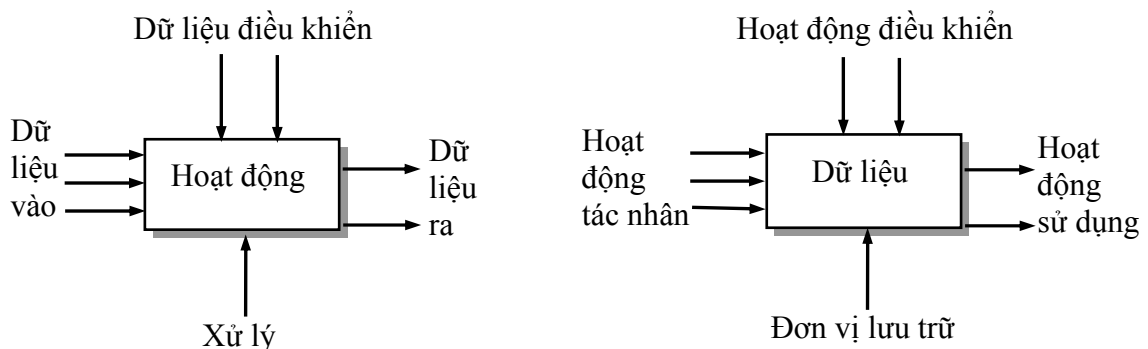 Dữ liệu điều khiển
Dữ
liệu
vào
Hoạt động
Dữ
liệu
ra
Xử lý
Hoạt động điều khiển
Hoạt
động
tác nhân
Dữ liệu
Hoạt
động
sử dụng
Đơn vị lưu trữ